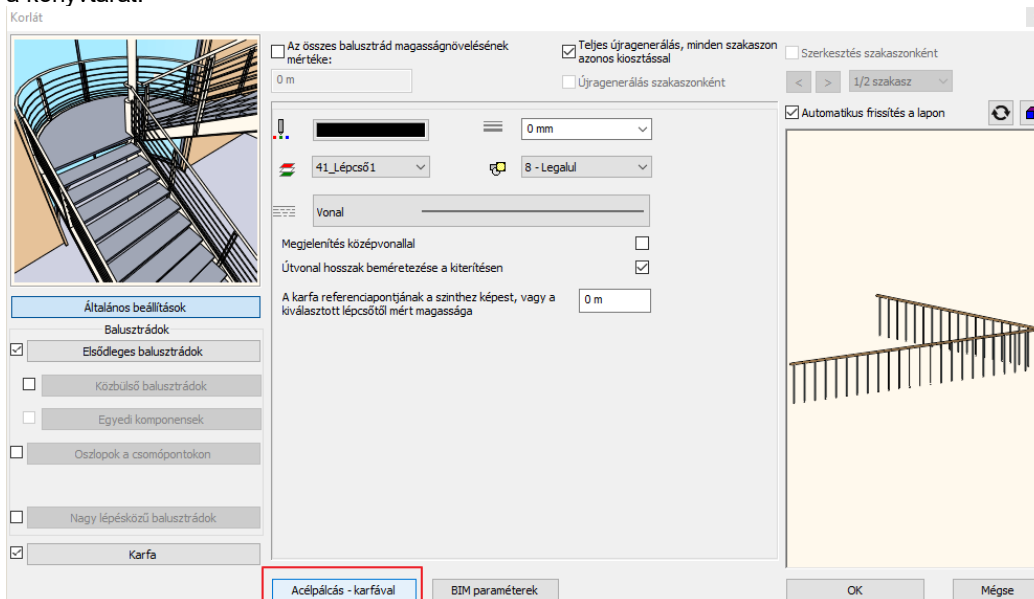 Korlát
Az összes balusztrád magasságnövelésének
mértéke:
0 m
Teljes újragenerálás, minden szakaszon
azonos kiosztással
Újragenerálás szakaszonként
Szerkesztés szakaszonként
<
>
1/2 szakasz
Automatikus frissítés a lapon
0 mm
41_Lépcső1
8 - Legalul
Vonal
Megjelenítés középvonallal
Útvonal hosszak beméretezése a kiterítésen
A karfa referenciapontjának a szinthez képest, vagy a
kiválasztott lépcsőtől mért magassága
0 m
Általános beállítások
Balusztrádok
Elsődleges balusztrádok
Közbülső balusztrádok
Egyedi komponensek
Oszlopok a csomópontokon
Nagy lépésközű balusztrádok
Karfa
Acélpálcás - karfával
BIM paraméterek
OK
Mégse